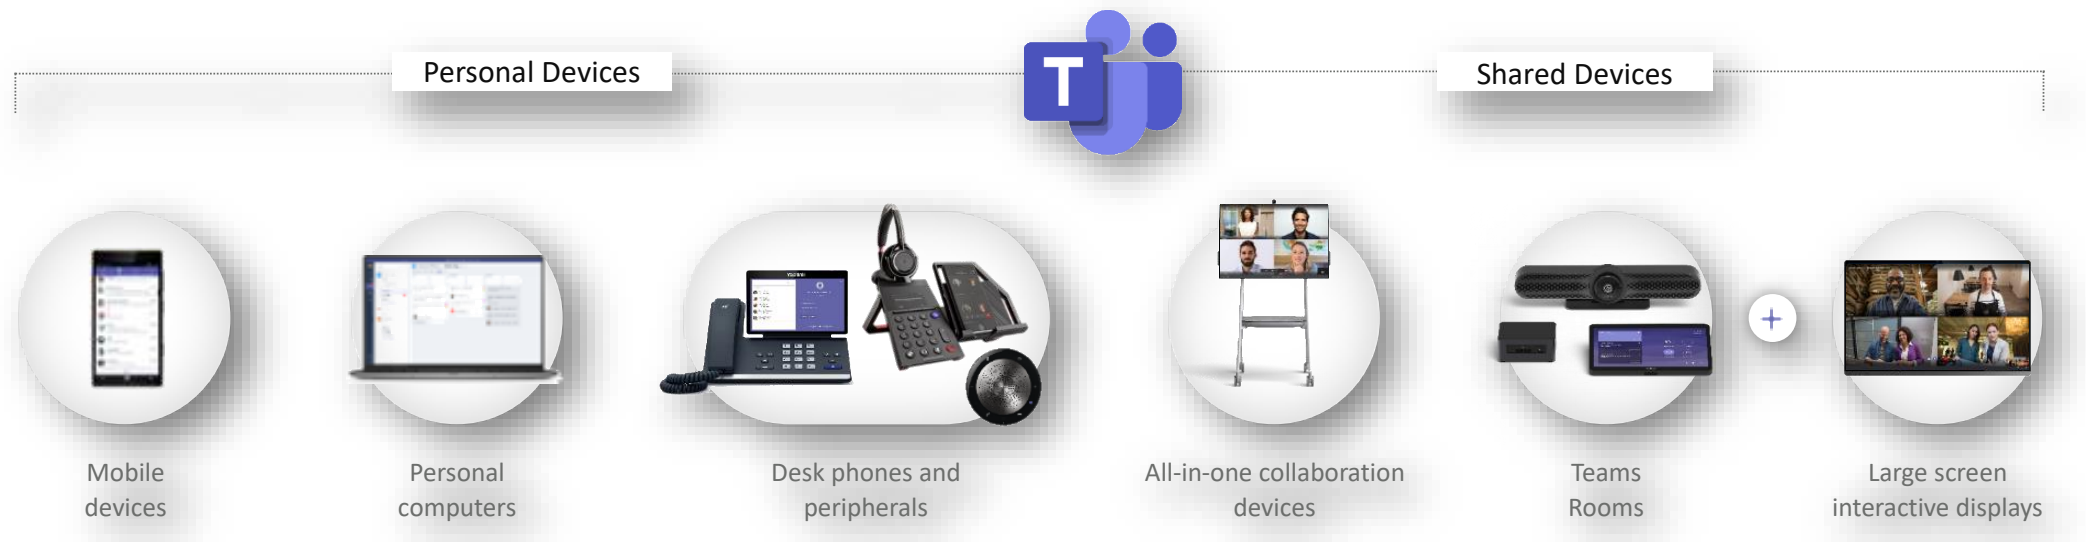 Personal Devices
T
Shared Devices
Mobile
devices
Personal
computers
Desk phones and
peripherals
All-in-one collaboration
devices
Teams
Rooms
Large screen
interactive displays